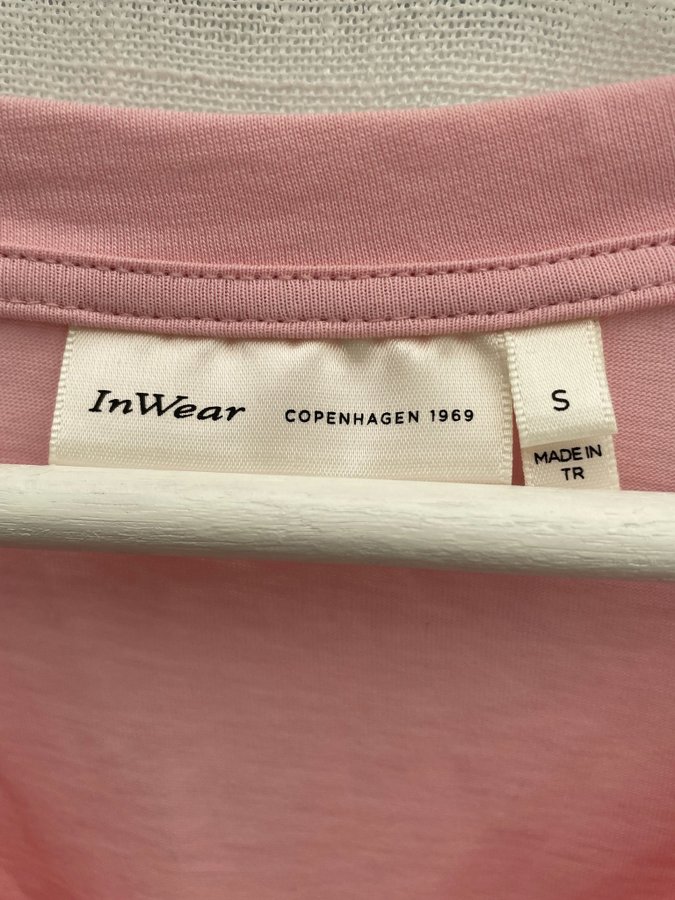 InWear COPENHAGEN 1969
S
MADE IN
TR